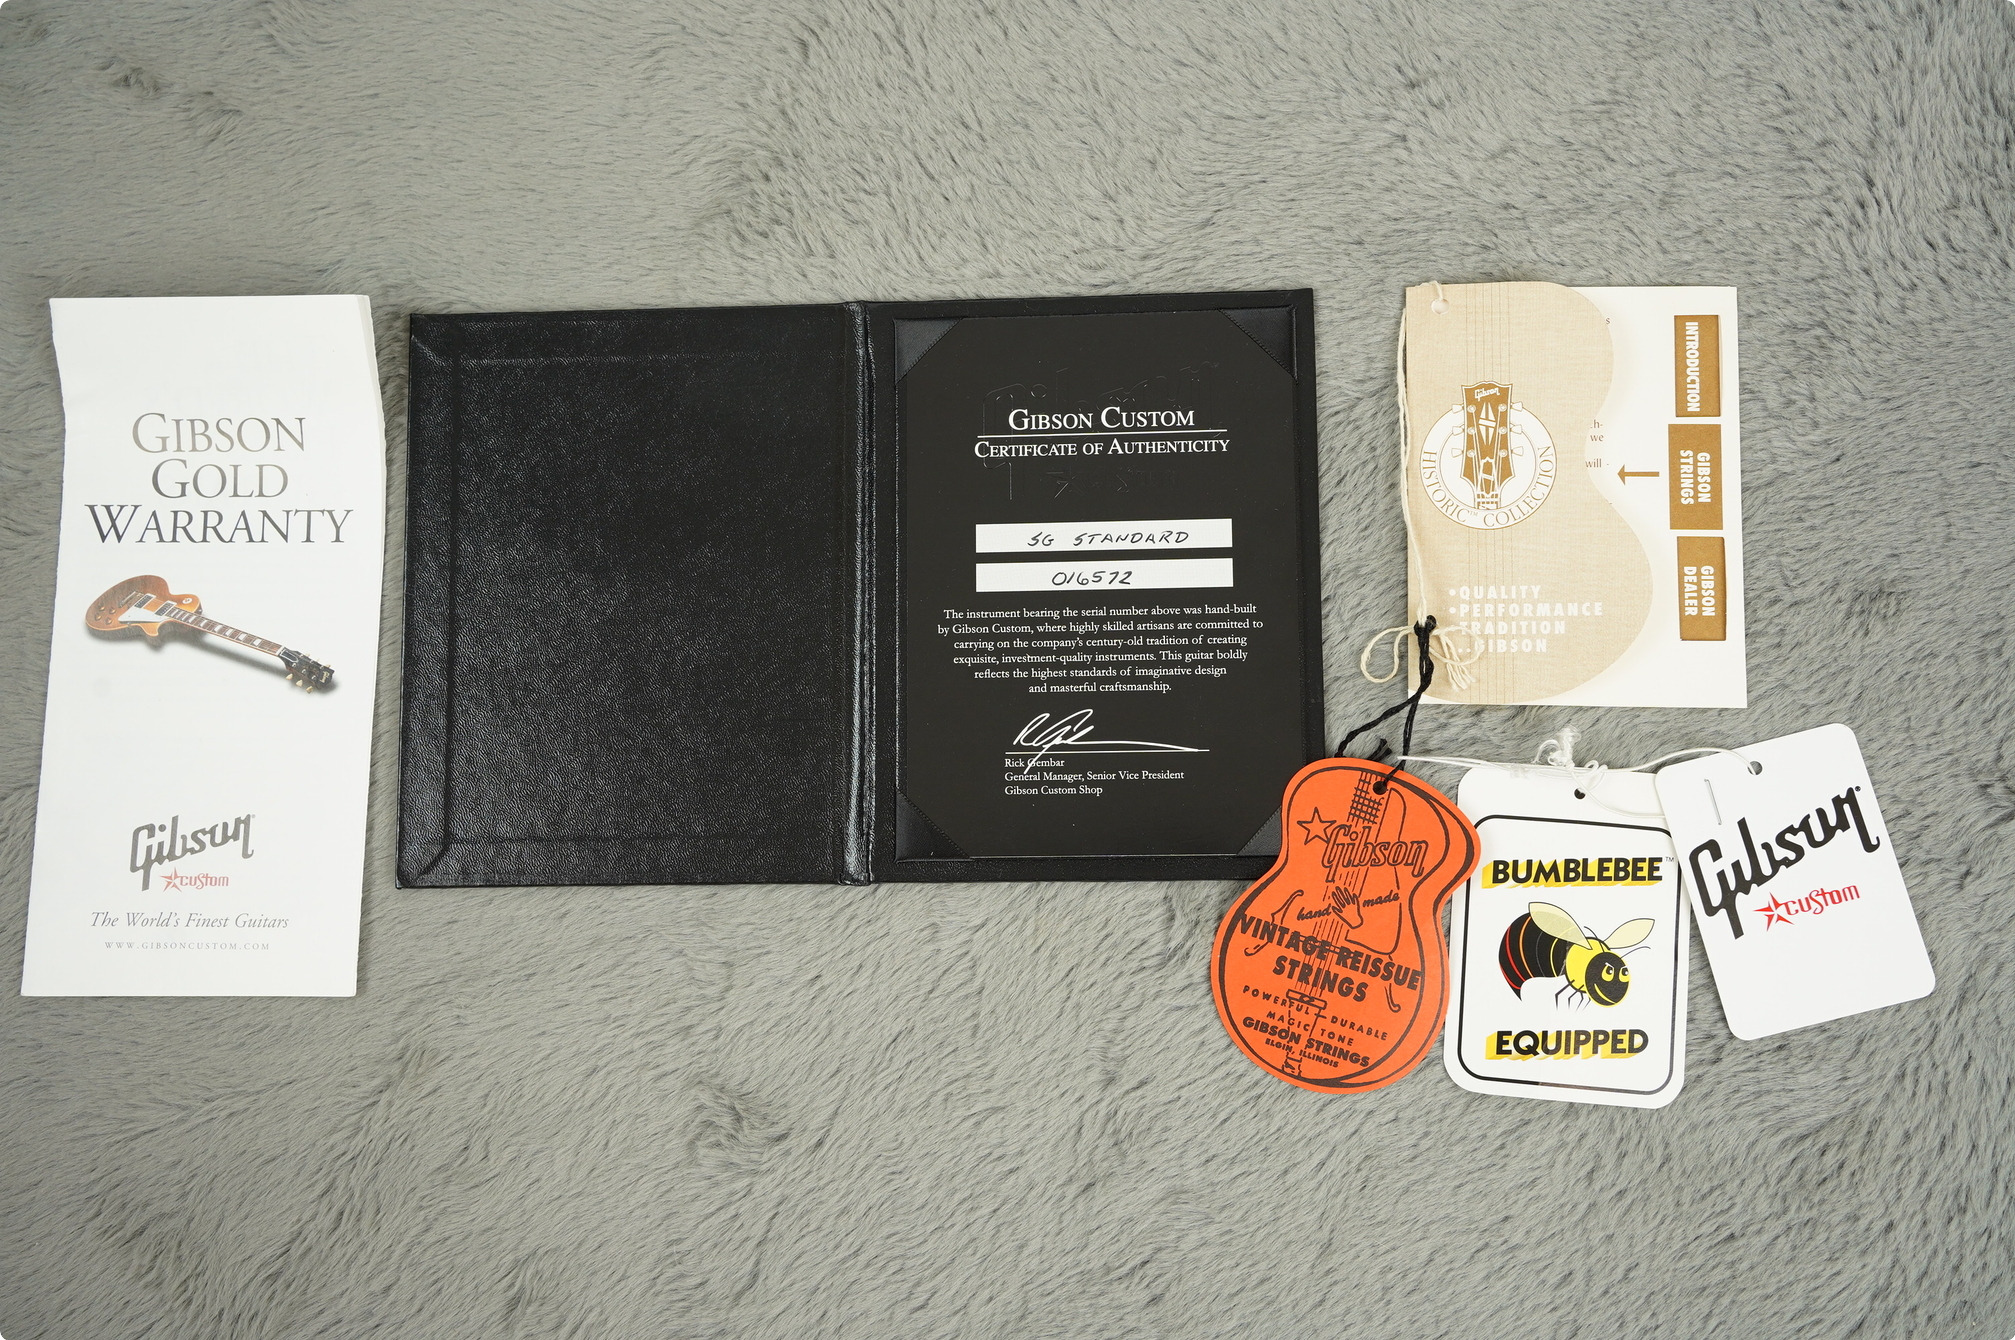 GIBSON
GOLD
WARRANTY
Gibson
CUSTOM
The World's Finest Guitars
WWW.GIBSONCUSTOM.COM
GIBSON CUSTOM
CERTIFICATE OF AUTHENTICITY
SG STANDARD
016572
The instrument bearing the serial number above was hand-built
by Gibson Custom, where highly skilled artisans are committed to
carrying on the company's century-old tradition of creating
exquisite, investment-quality instruments. This guitar boldly
reflects the highest standards of imaginative design
and masterful craftsmanship.
Rick Gembar
General Manager, Senior Vice President
Gibson Custom Shop
Gibson
HISTORIC™ COLLECTION
we
will
•QUALITY
•PERFORMANCE
TRADITION
...GIBSON
INTRODUCTION
GIBSON
STRINGS
GIBSON
DEALER
Gibson
hand made
VINTAGE REISSUE
STRINGS
POWERFUL - DURABLE
MAGIC TONE
GIBSON STRINGS
ELGIN, ILLINOIS
BUMBLEBEE™
EQUIPPED
Gibson
CUSTOM